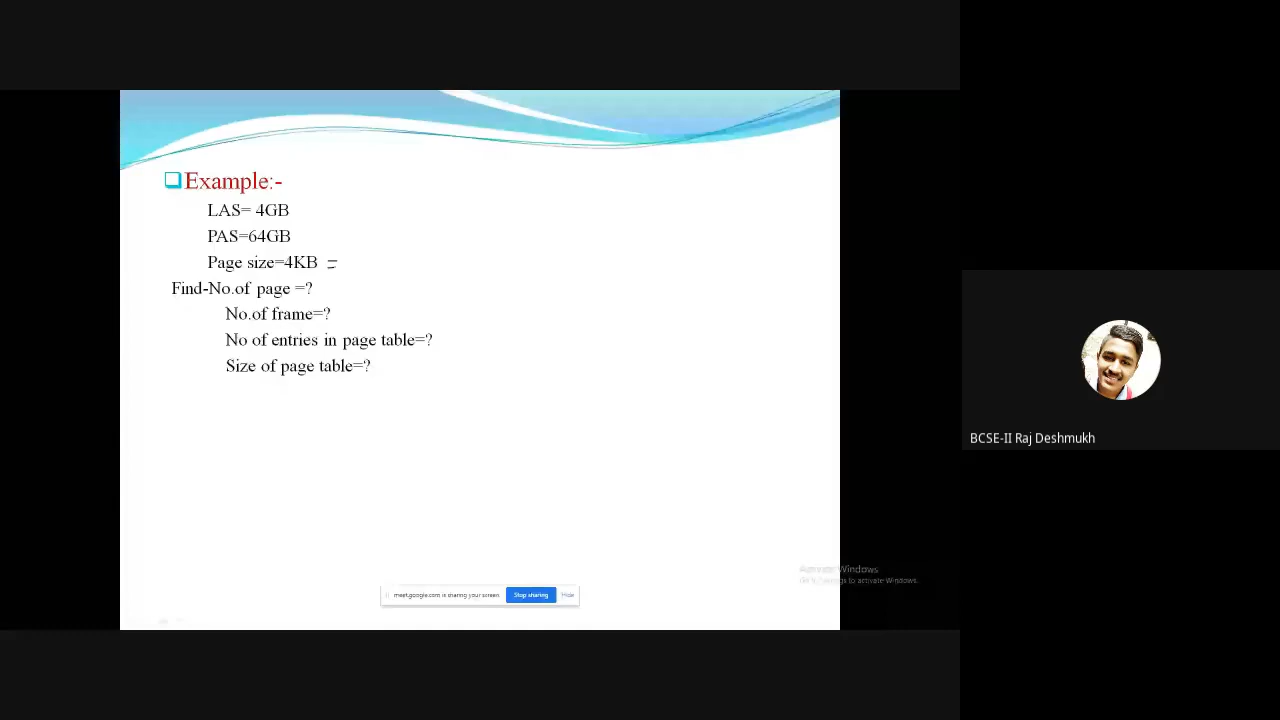 Example:-
LAS= 4GB
PAS=64GB
Page size=4KB =
Find-No.of page =?
No.of frame=?
No of entries in page table=?
Size of page table=?
BCSE-II Raj Deshmukh
Activate Windows
Go to Settings to activate Windows.
meet.google.com is sharing your screen. Stop sharing Hide